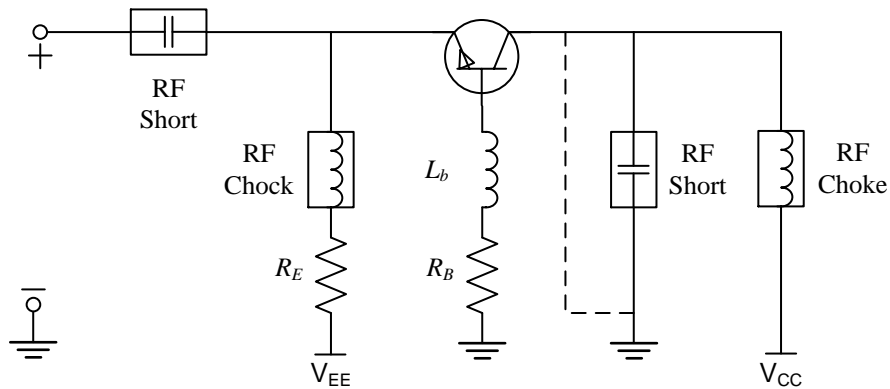 +
RF
Short
RF
Chock
L_b
RF
Short
RF
Choke
R_E
R_B
−
V_EE
V_CC